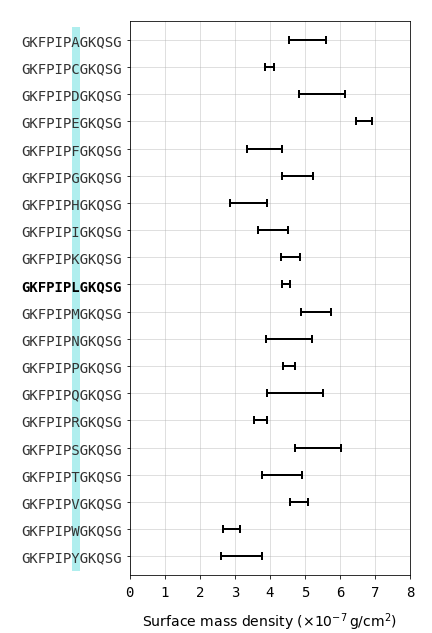 GKFPIPAGKQSG
GKFPIPCGKQSG
GKFPIPDGKQSG
GKFPIPEGKQSG
GKFPIPFGKQSG
GKFPIPGGKQSG
GKFPIPHGKQSG
GKFPIPIGKQSG
GKFPIPKGKQSG
GKFPIPLGKQSG
GKFPIPMGKQSG
GKFPIPNGKQSG
GKFPIPPGKQSG
GKFPIPQGKQSG
GKFPIPRGKQSG
GKFPIPSGKQSG
GKFPIPTGKQSG
GKFPIPVGKQSG
GKFPIPWGKQSG
GKFPIPYGKQSG
0 1 2 3 4 5 6 7 8
Surface mass density (×10⁻⁷ g/cm²)